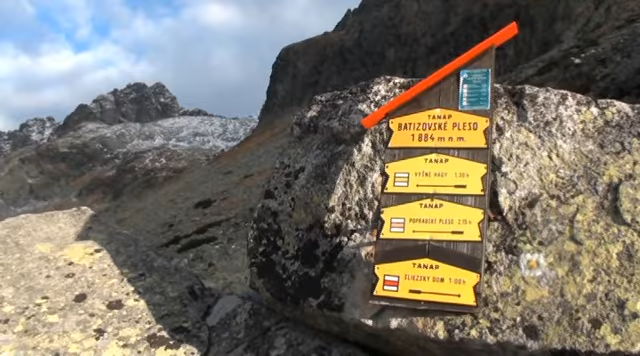 TANAP
BATIZOVSKÉ PLESO
1 884 m n. m.
TANAP
VYŠNÉ HÁGY 1.30 h
TANAP
POPRADSKÉ PLESO 2.15 h
TANAP
SLIEZSKY DOM 1.00 h